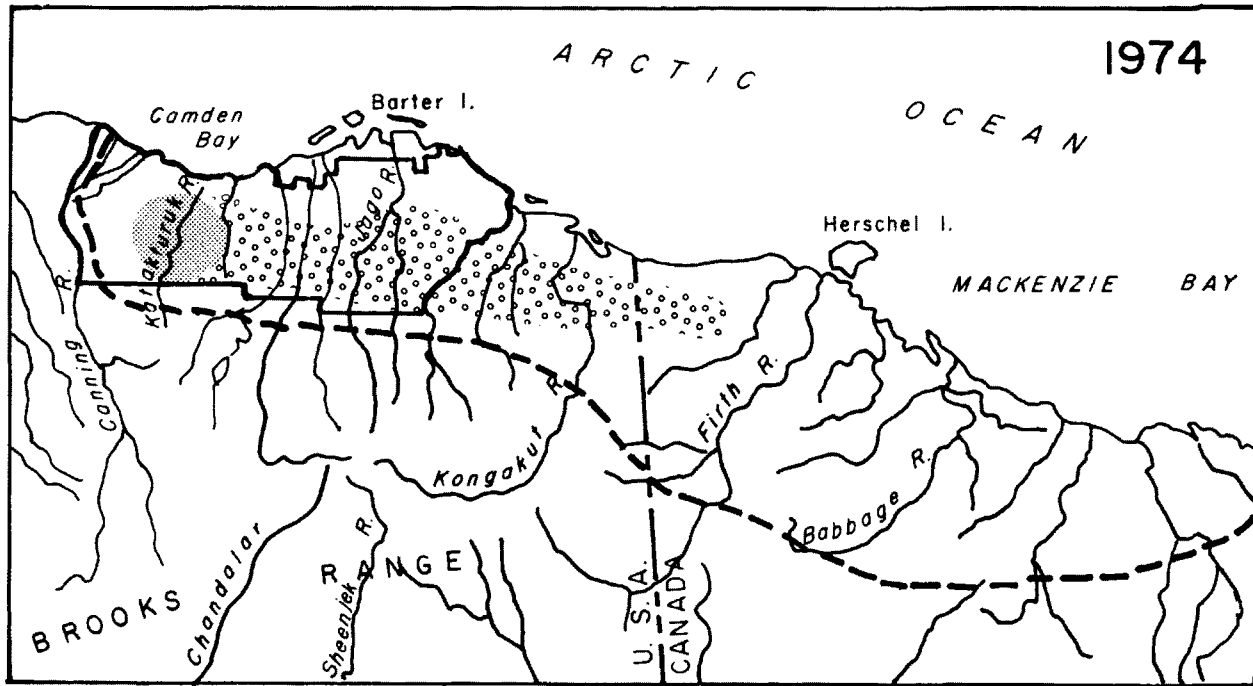 1974
ARCTIC
OCEAN
Camden
Bay
Barter I.
Herschel I.
MACKENZIE BAY
Katakturuk R.
Jago R.
Canning R.
Kongakut R.
Firth R.
Babbage R.
Chandalar
Sheenjek R.
BROOKS
RANGE
U. S. A.
CANADA